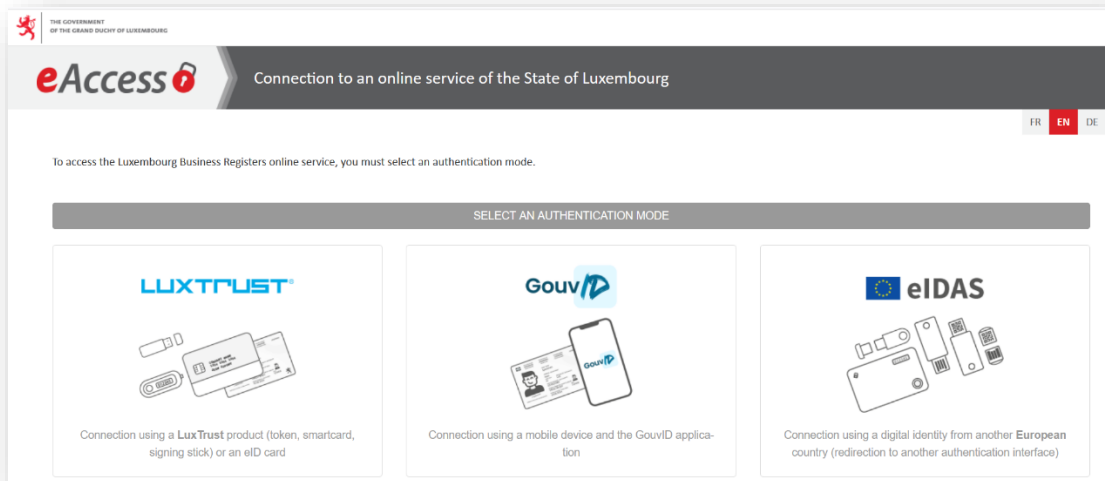 THE GOVERNMENT
OF THE GRAND DUCHY OF LUXEMBOURG
eAccess
Connection to an online service of the State of Luxembourg
FR EN DE
To access the Luxembourg Business Registers online service, you must select an authentication mode.
SELECT AN AUTHENTICATION MODE
LUXTRUST
GouvID
eIDAS
GouvID
Connection using a LuxTrust product (token, smartcard,
signing stick) or an eID card
Connection using a mobile device and the GouvID applica-
tion
Connection using a digital identity from another European
country (redirection to another authentication interface)